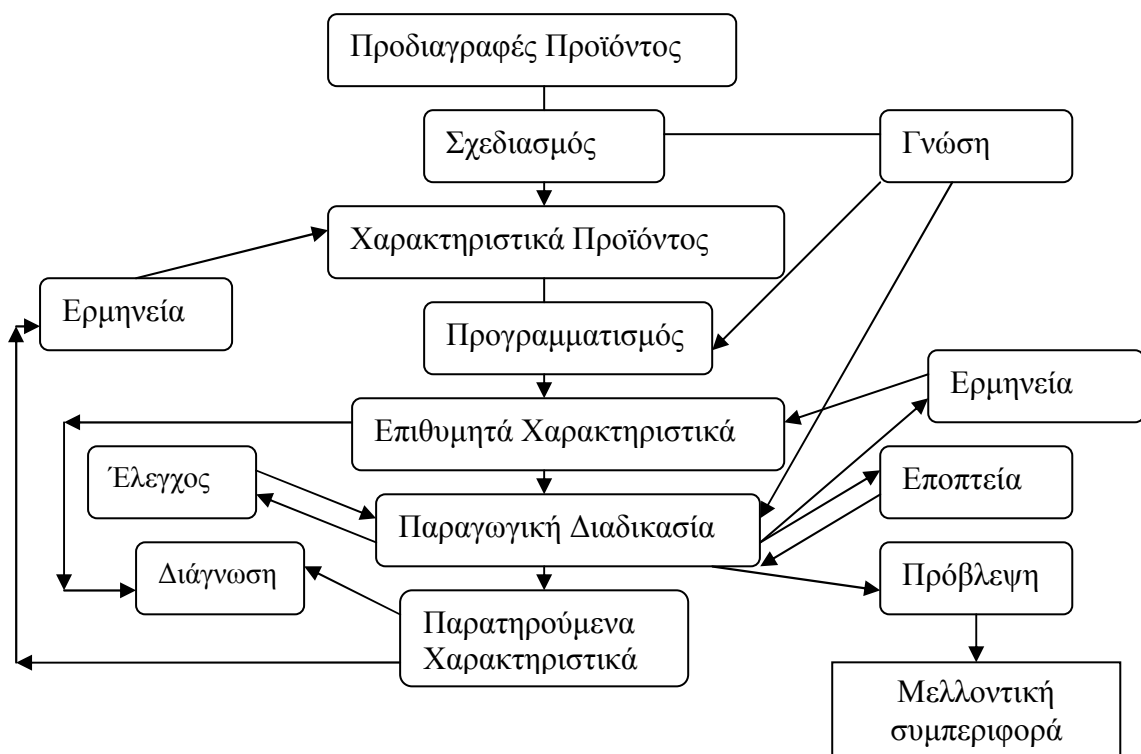 Προδιαγραφές Προϊόντος
Σχεδιασμός
Γνώση
Χαρακτηριστικά Προϊόντος
Ερμηνεία
Προγραμματισμός
Ερμηνεία
Επιθυμητά Χαρακτηριστικά
Έλεγχος
Εποπτεία
Παραγωγική Διαδικασία
Διάγνωση
Πρόβλεψη
Παρατηρούμενα
Χαρακτηριστικά
Μελλοντική
συμπεριφορά